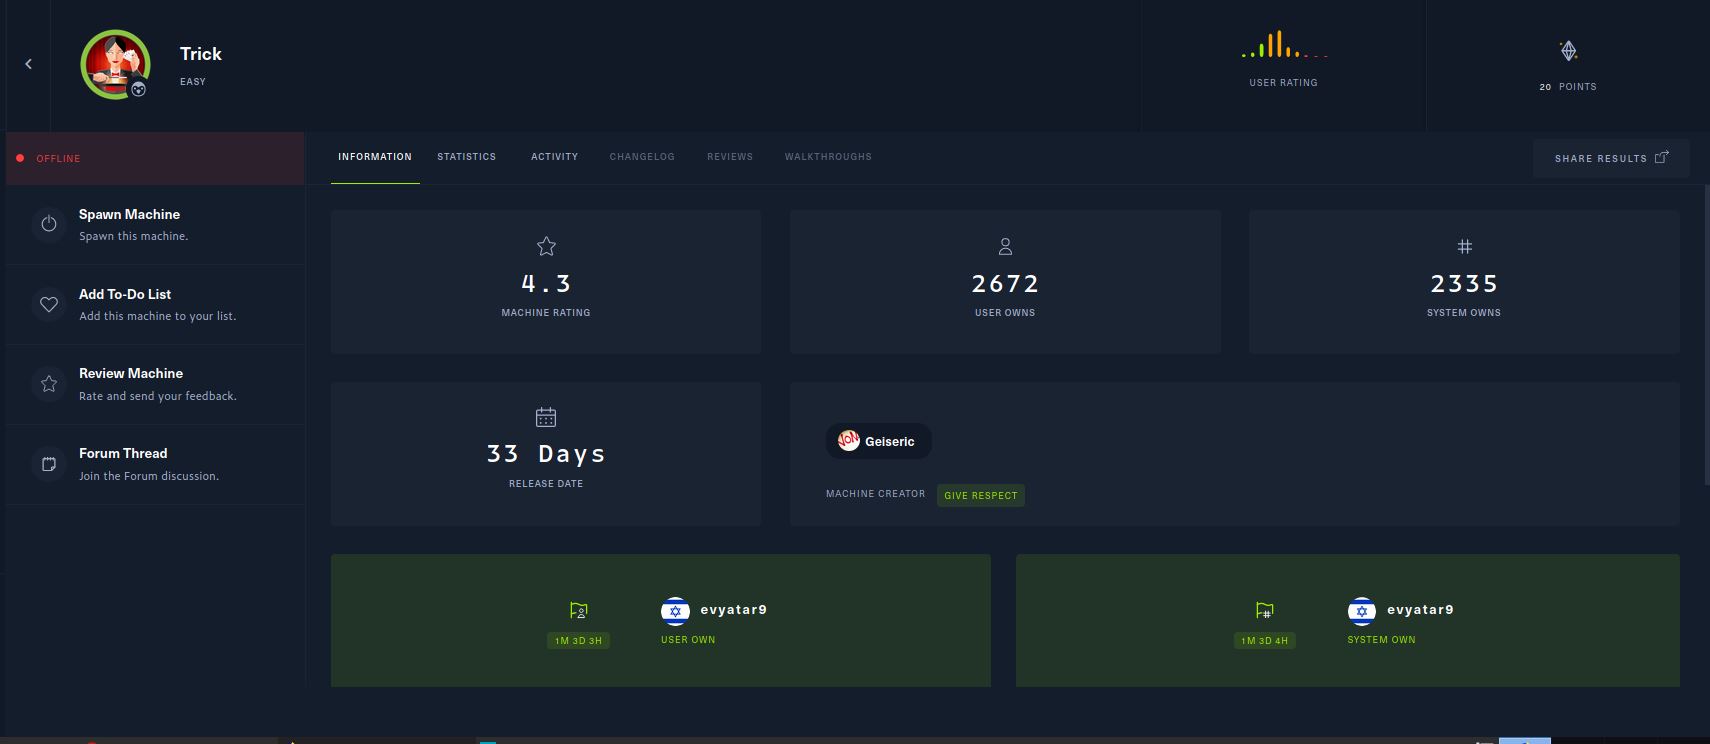 Trick
EASY
USER RATING
20 POINTS
OFFLINE
INFORMATION STATISTICS ACTIVITY CHANGELOG REVIEWS WALKTHROUGHS
SHARE RESULTS
Spawn Machine
Spawn this machine.
Add To-Do List
Add this machine to your list.
Review Machine
Rate and send your feedback.
Forum Thread
Join the Forum discussion.
4.3
MACHINE RATING
2672
USER OWNS
2335
SYSTEM OWNS
33 Days
RELEASE DATE
Geiseric
MACHINE CREATOR GIVE RESPECT
evyatar9
1M 3D 3H USER OWN
evyatar9
1M 3D 4H SYSTEM OWN